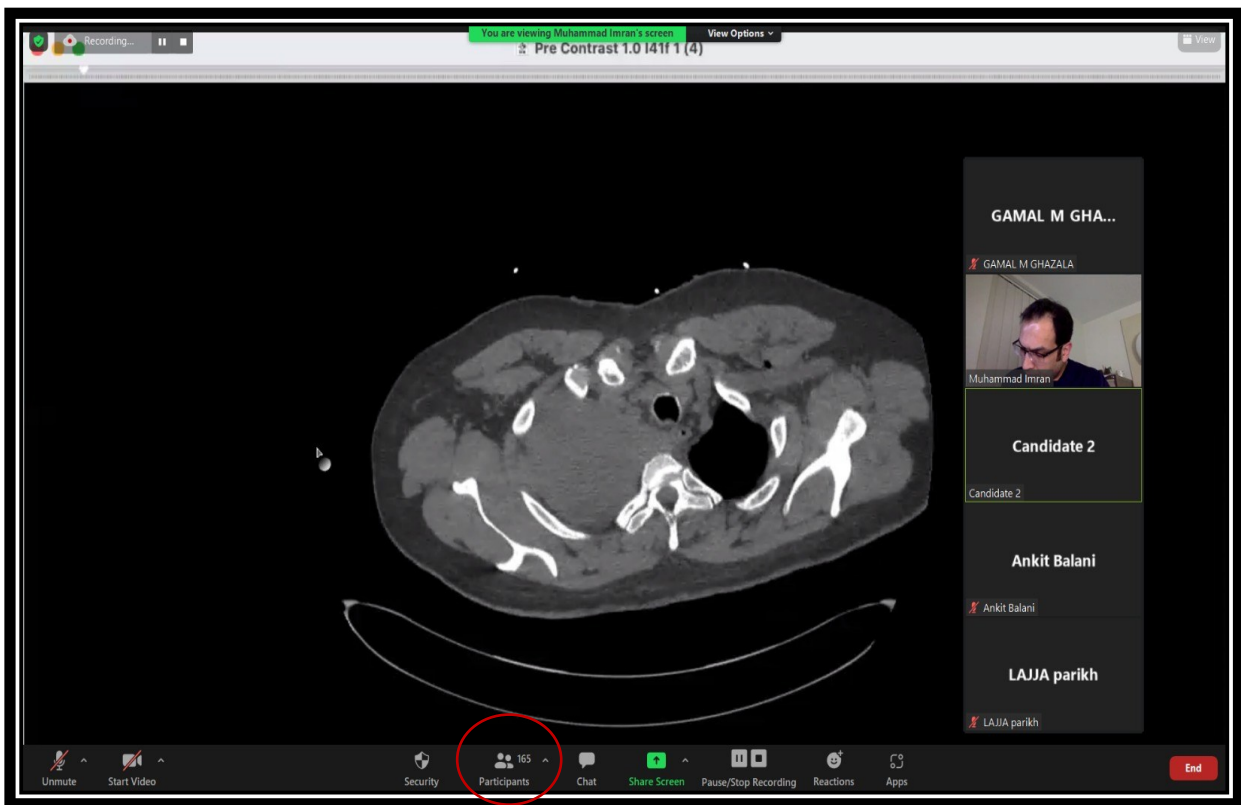 You are viewing Muhammad Imran's screen
View Options
Recording...
View
Pre Contrast 1.0 I41f 1 (4)
GAMAL M GHA...
GAMAL M GHAZALA
Muhammad Imran
Candidate 2
Candidate 2
Ankit Balani
Ankit Balani
LAJJA parikh
LAJJA parikh
165
Unmute
Start Video
Security
Participants
Chat
Share Screen
Pause/Stop Recording
Reactions
Apps
End